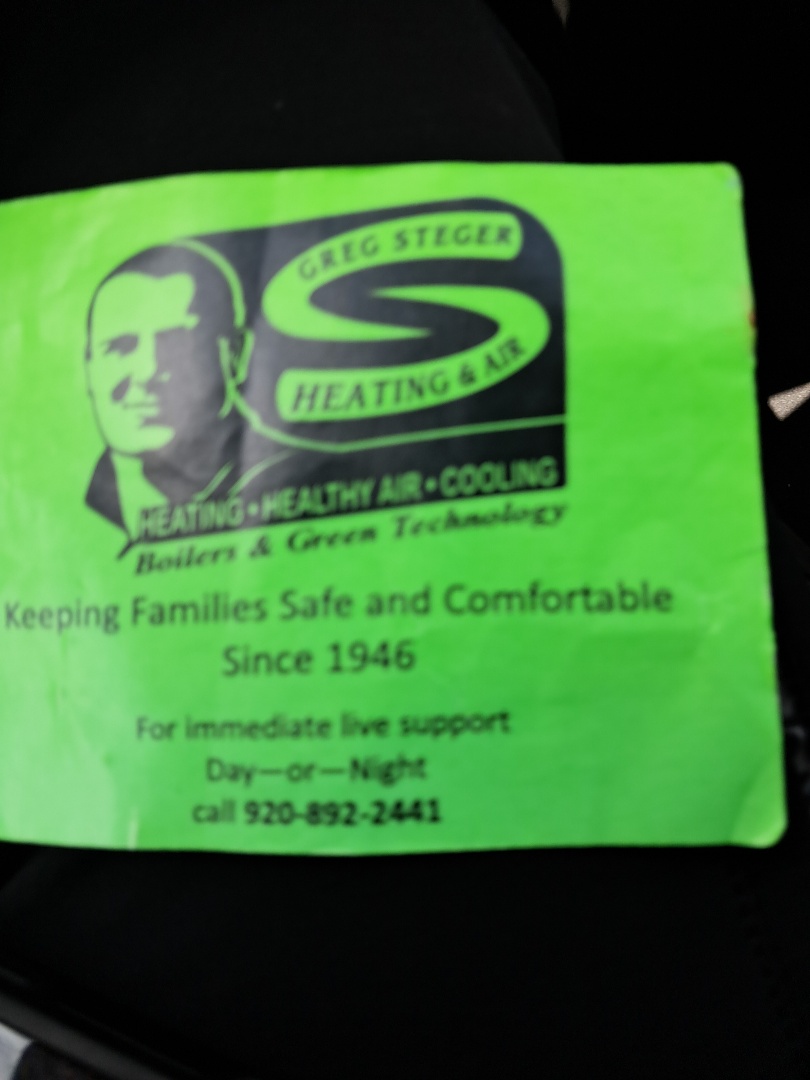 GREG STEGER
HEATING & AIR
HEATING • HEALTHY AIR • COOLING
Boilers & Green Technology
Keeping Families Safe and Comfortable
Since 1946
For immediate live support
Day—or—Night
call 920-892-2441